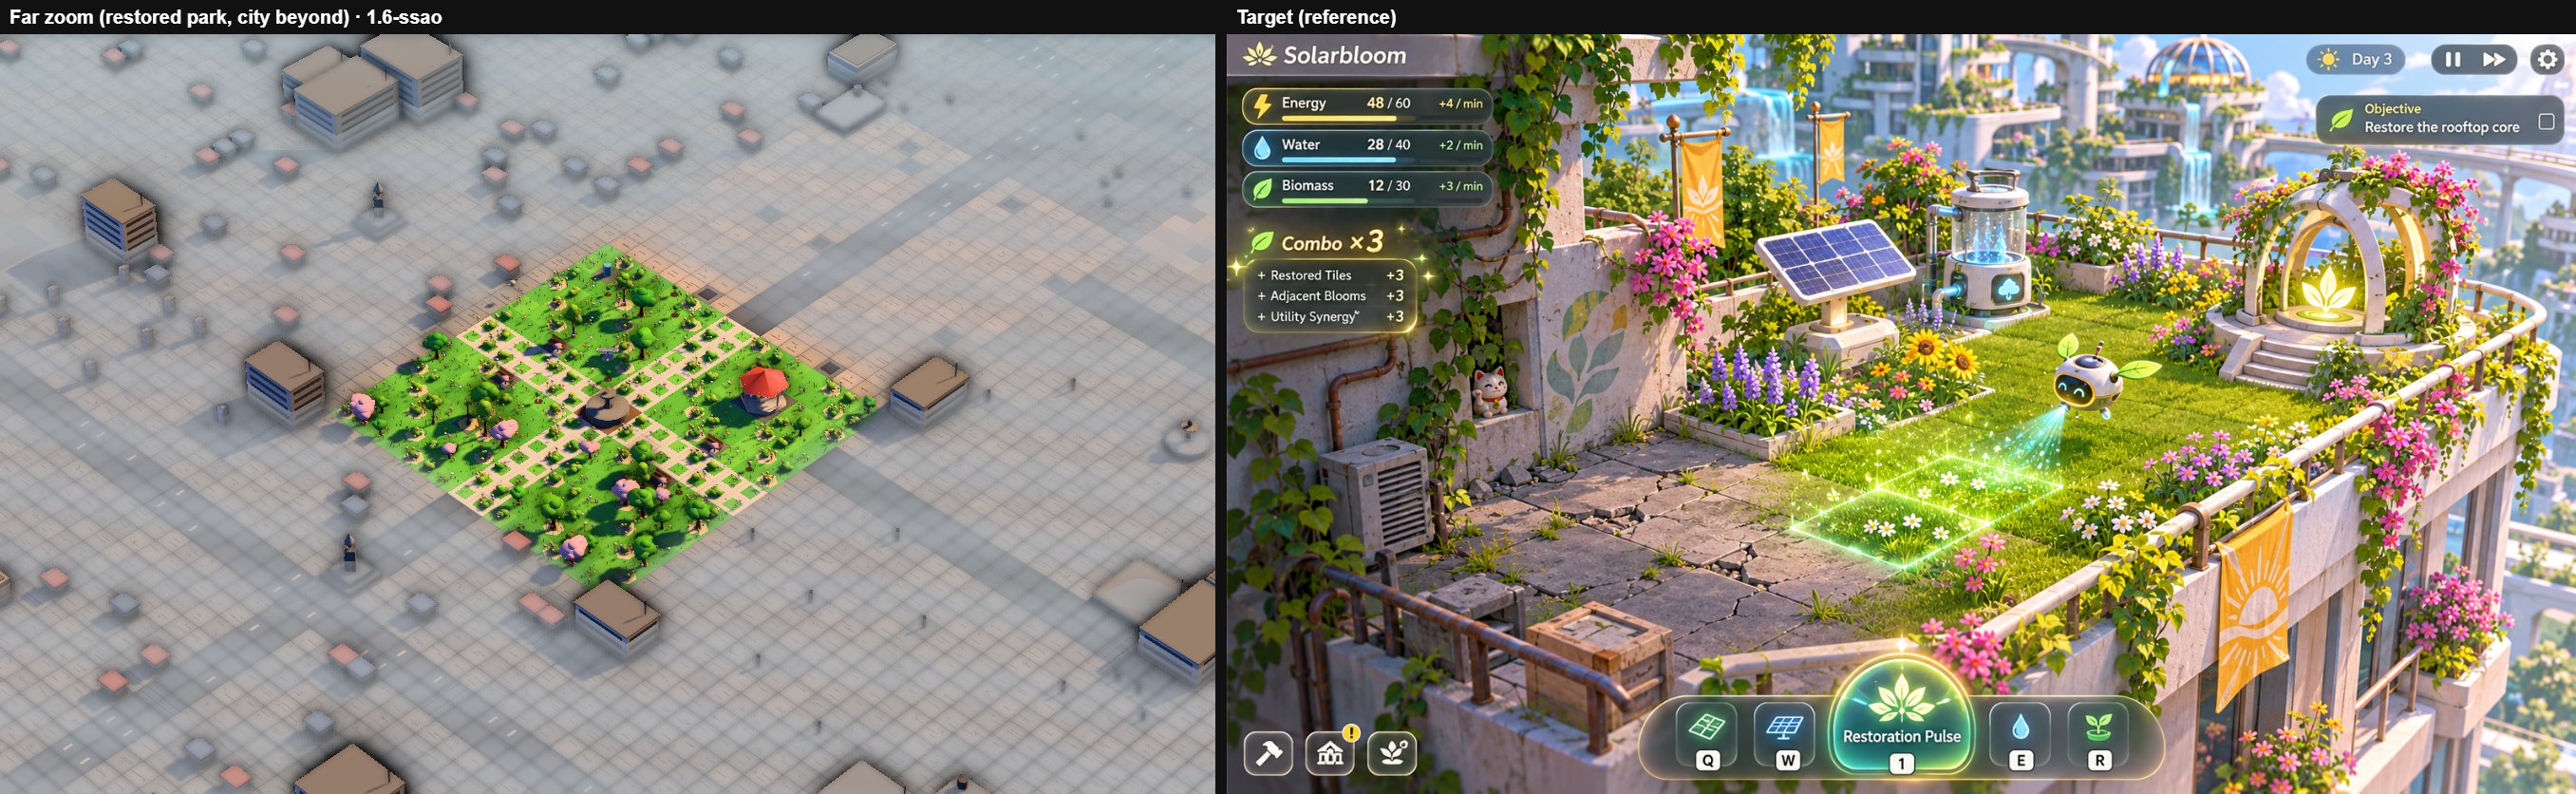 Far zoom (restored park, city beyond) · 1.6-ssao
Target (reference)
Solarbloom
Day 3
Energy 48 / 60 +4 / min
Water 28 / 40 +2 / min
Biomass 12 / 30 +3 / min
Objective
Restore the rooftop core
Combo ×3
+ Restored Tiles +3
+ Adjacent Blooms +3
+ Utility Synergy +3
!
Restoration Pulse
Q W 1 E R